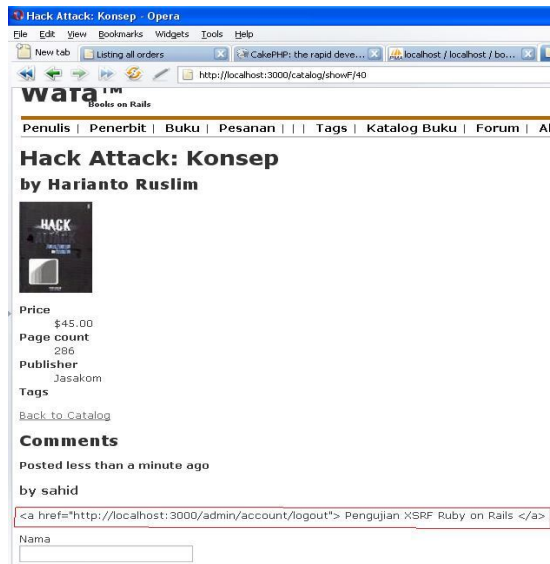 Hack Attack: Konsep - Opera
File Edit View Bookmarks Widgets Tools Help
New tab Listing all orders CakePHP: the rapid deve... localhost / localhost / bo...
http://localhost:3000/catalog/showF/40
Wafa™
Books on Rails
Penulis | Penerbit | Buku | Pesanan | | | Tags | Katalog Buku | Forum |
Hack Attack: Konsep
by Harianto Ruslim
HACK
ATTACK
Price
$45.00
Page count
286
Publisher
Jasakom
Tags
Back to Catalog
Comments
Posted less than a minute ago
by sahid
<a href="http://localhost:3000/admin/account/logout"> Pengujian XSRF Ruby on Rails </a>
Nama